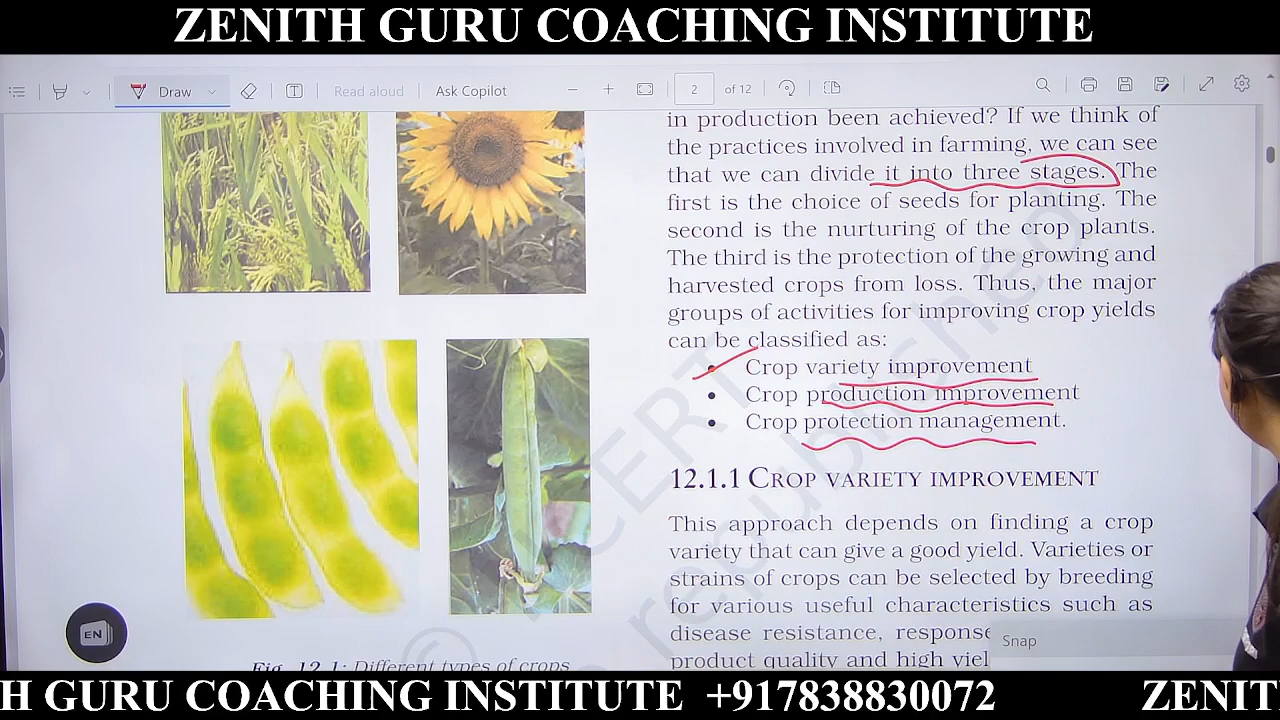 ZENITH GURU COACHING INSTITUTE
Draw
Read aloud
Ask Copilot
2
of 12
in production been achieved? If we think of
the practices involved in farming, we can see
that we can divide it into three stages. The
first is the choice of seeds for planting. The
second is the nurturing of the crop plants.
The third is the protection of the growing and
harvested crops from loss. Thus, the major
groups of activities for improving crop yields
can be classified as:
• Crop variety improvement
• Crop production improvement
• Crop protection management.
12.1.1 CROP VARIETY IMPROVEMENT
This approach depends on finding a crop
variety that can give a good yield. Varieties or
strains of crops can be selected by breeding
for various useful characteristics such as
disease resistance, response
product quality and high yiel
Snap
EN
Fig. 12.1: Different types of crops
© NCERT
republished
H GURU COACHING INSTITUTE +917838830072
ZENIT